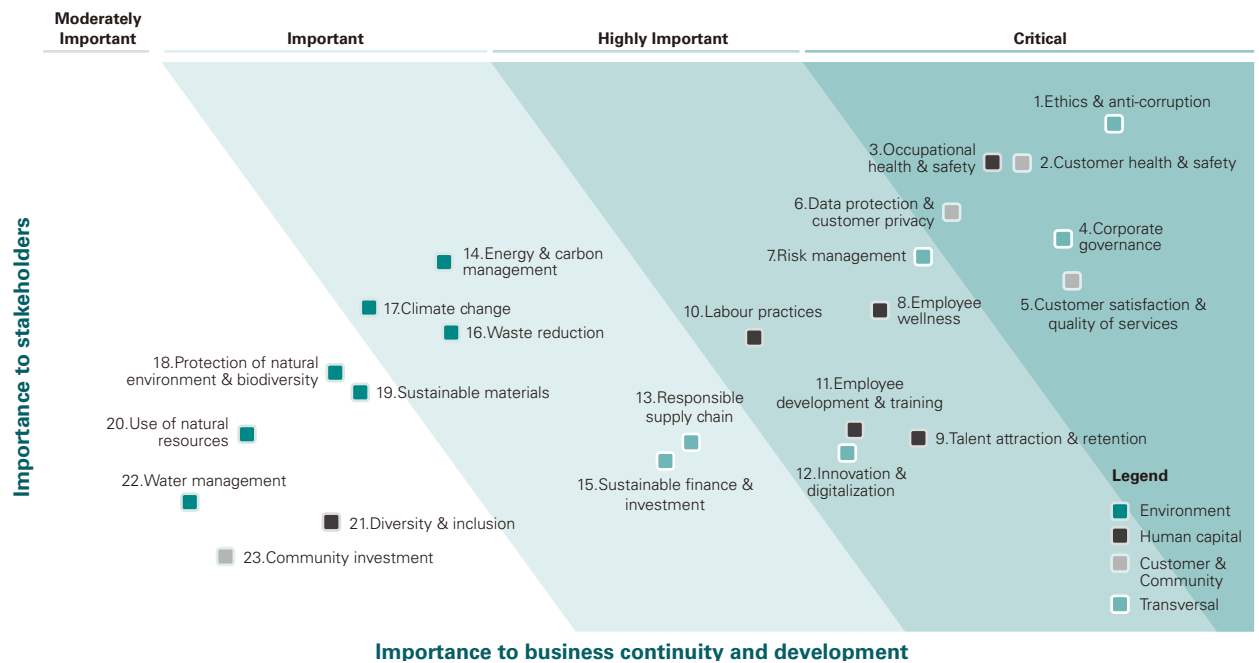 Moderately
Important
Important
Highly Important
Critical
1.Ethics & anti-corruption
3.Occupational
health & safety
2.Customer health & safety
6.Data protection &
customer privacy
4.Corporate
governance
14.Energy & carbon
management
7.Risk management
17.Climate change
10.Labour practices
8.Employee
wellness
5.Customer satisfaction &
quality of services
16.Waste reduction
18.Protection of natural
environment & biodiversity
19.Sustainable materials
13.Responsible
supply chain
11.Employee
development & training
20.Use of natural
resources
9.Talent attraction & retention
22.Water management
15.Sustainable finance &
investment
12.Innovation &
digitalization
21.Diversity & inclusion
23.Community investment
Legend
Environment
Human capital
Customer &
Community
Transversal
Importance to stakeholders
Importance to business continuity and development